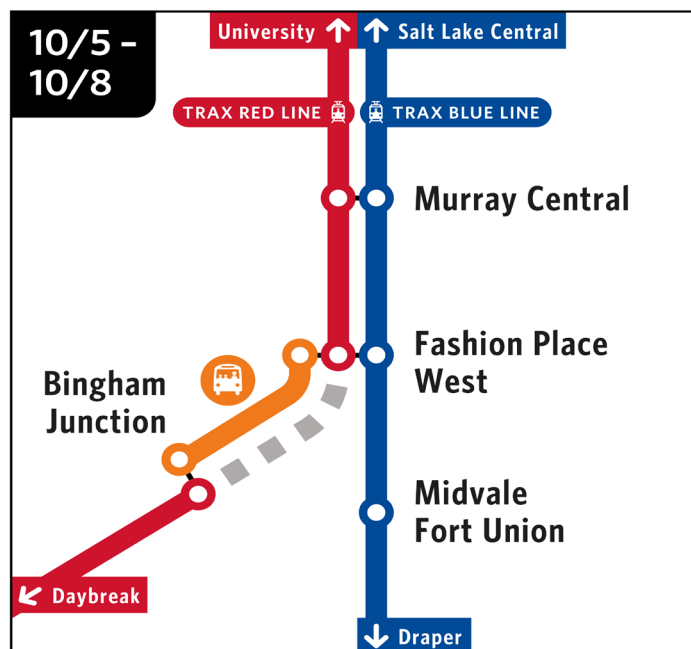 10/5 -
10/8
University
Salt Lake Central
TRAX RED LINE
TRAX BLUE LINE
Murray Central
Fashion Place
West
Bingham
Junction
Midvale
Fort Union
Daybreak
Draper